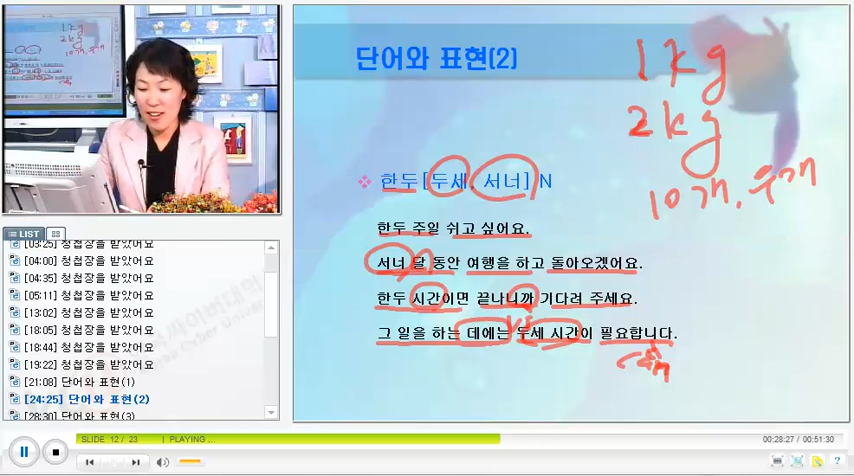 단어와 표현(2)
1kg
2kg
10개,
한두[두세, 서너] N
한두 주일 쉬고 싶어요.
서너 달 동안 여행을 하고 돌아오겠어요.
한두 시간이면 끝나니까 기다려 주세요.
그 일을 하는 데에는 두세 시간이 필요합니다.
LIST
[03:25] 청첩장을 받았어요
[04:00] 청첩장을 받았어요
[04:35] 청첩장을 받았어요
[05:11] 청첩장을 받았어요
[13:02] 청첩장을 받았어요
[18:05] 청첩장을 받았어요
[18:44] 청첩장을 받았어요
[19:22] 청첩장을 받았어요
[21:08] 단어와 표현(1)
[24:25] 단어와 표현(2)
[28:30] 단어와 표현(3)
SLIDE 12 / 23 | PLAYING ...
00:28:27 / 00:51:30